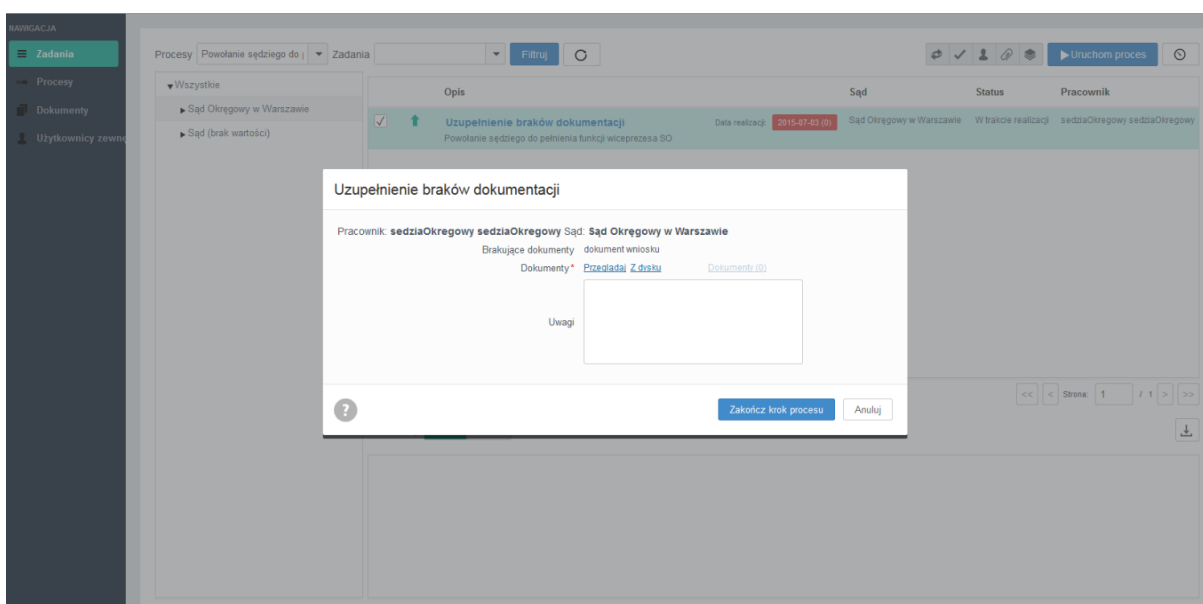 NAWIGACJA
Zadania
Procesy
Dokumenty
Użytkownicy zewnę
Procesy Powołanie sędziego do p Zadania Filtruj Uruchom proces
Wszystkie
Sąd Okręgowy w Warszawie
Sąd (brak wartości)
Opis Sąd Status Pracownik
Uzupełnienie braków dokumentacji Data realizacji: 2015-07-03 (0) Sąd Okręgowy w Warszawie W trakcie realizacji sedziaOkregowy sedziaOkregowy
Powołanie sędziego do pełnienia funkcji wiceprezesa SO
Uzupełnienie braków dokumentacji
Pracownik: sedziaOkregowy sedziaOkregowy Sąd: Sąd Okręgowy w Warszawie
Brakujące dokumenty dokument wniosku
Dokumenty* Przeglądaj Z dysku Dokumenty (0)
Uwagi
? Zakończ krok procesu Anuluj
<< < Strona: 1 / 1 > >>